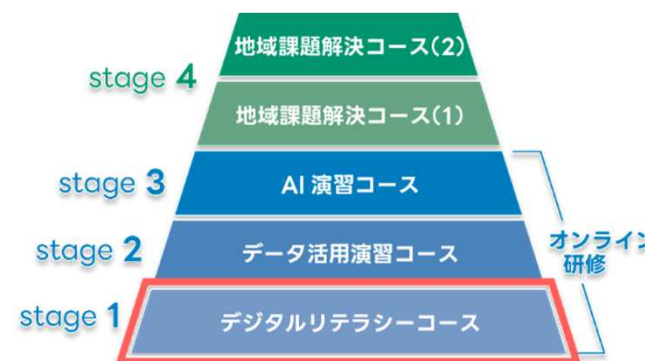 地域課題解決コース(2)
stage 4
地域課題解決コース(1)
stage 3
AI 演習コース
stage 2
データ活用演習コース
オンライン
研修
stage 1
デジタルリテラシーコース